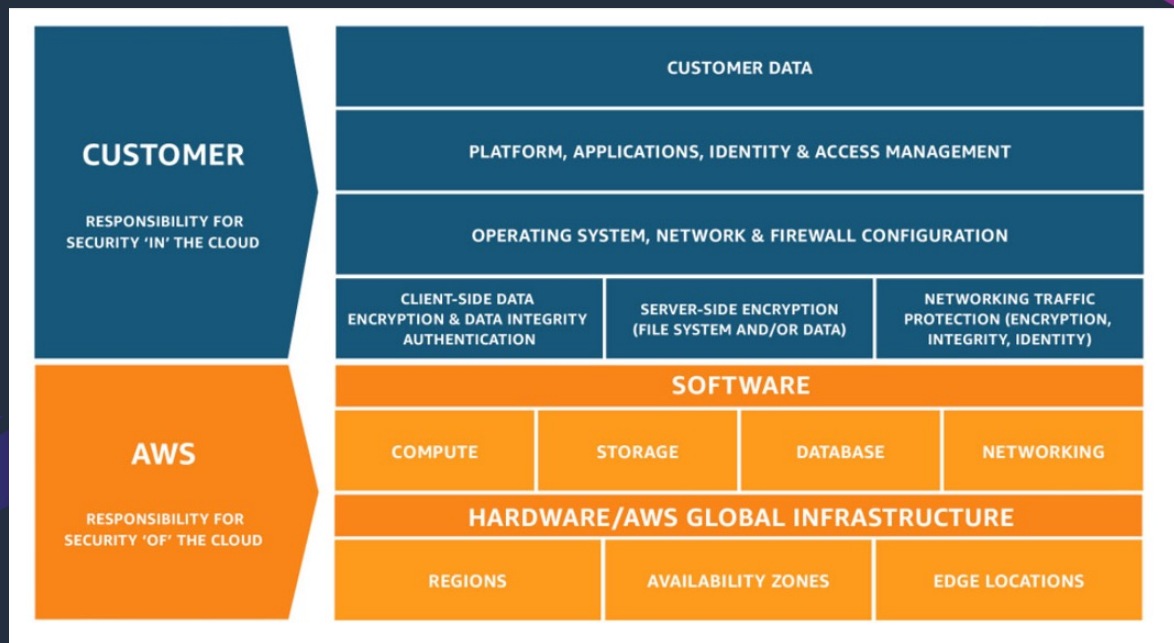 CUSTOMER
RESPONSIBILITY FOR
SECURITY ‘IN’ THE CLOUD
CUSTOMER DATA
PLATFORM, APPLICATIONS, IDENTITY & ACCESS MANAGEMENT
OPERATING SYSTEM, NETWORK & FIREWALL CONFIGURATION
CLIENT-SIDE DATA
ENCRYPTION & DATA INTEGRITY
AUTHENTICATION
SERVER-SIDE ENCRYPTION
(FILE SYSTEM AND/OR DATA)
NETWORKING TRAFFIC
PROTECTION (ENCRYPTION,
INTEGRITY, IDENTITY)
AWS
RESPONSIBILITY FOR
SECURITY ‘OF’ THE CLOUD
SOFTWARE
COMPUTE
STORAGE
DATABASE
NETWORKING
HARDWARE/AWS GLOBAL INFRASTRUCTURE
REGIONS
AVAILABILITY ZONES
EDGE LOCATIONS